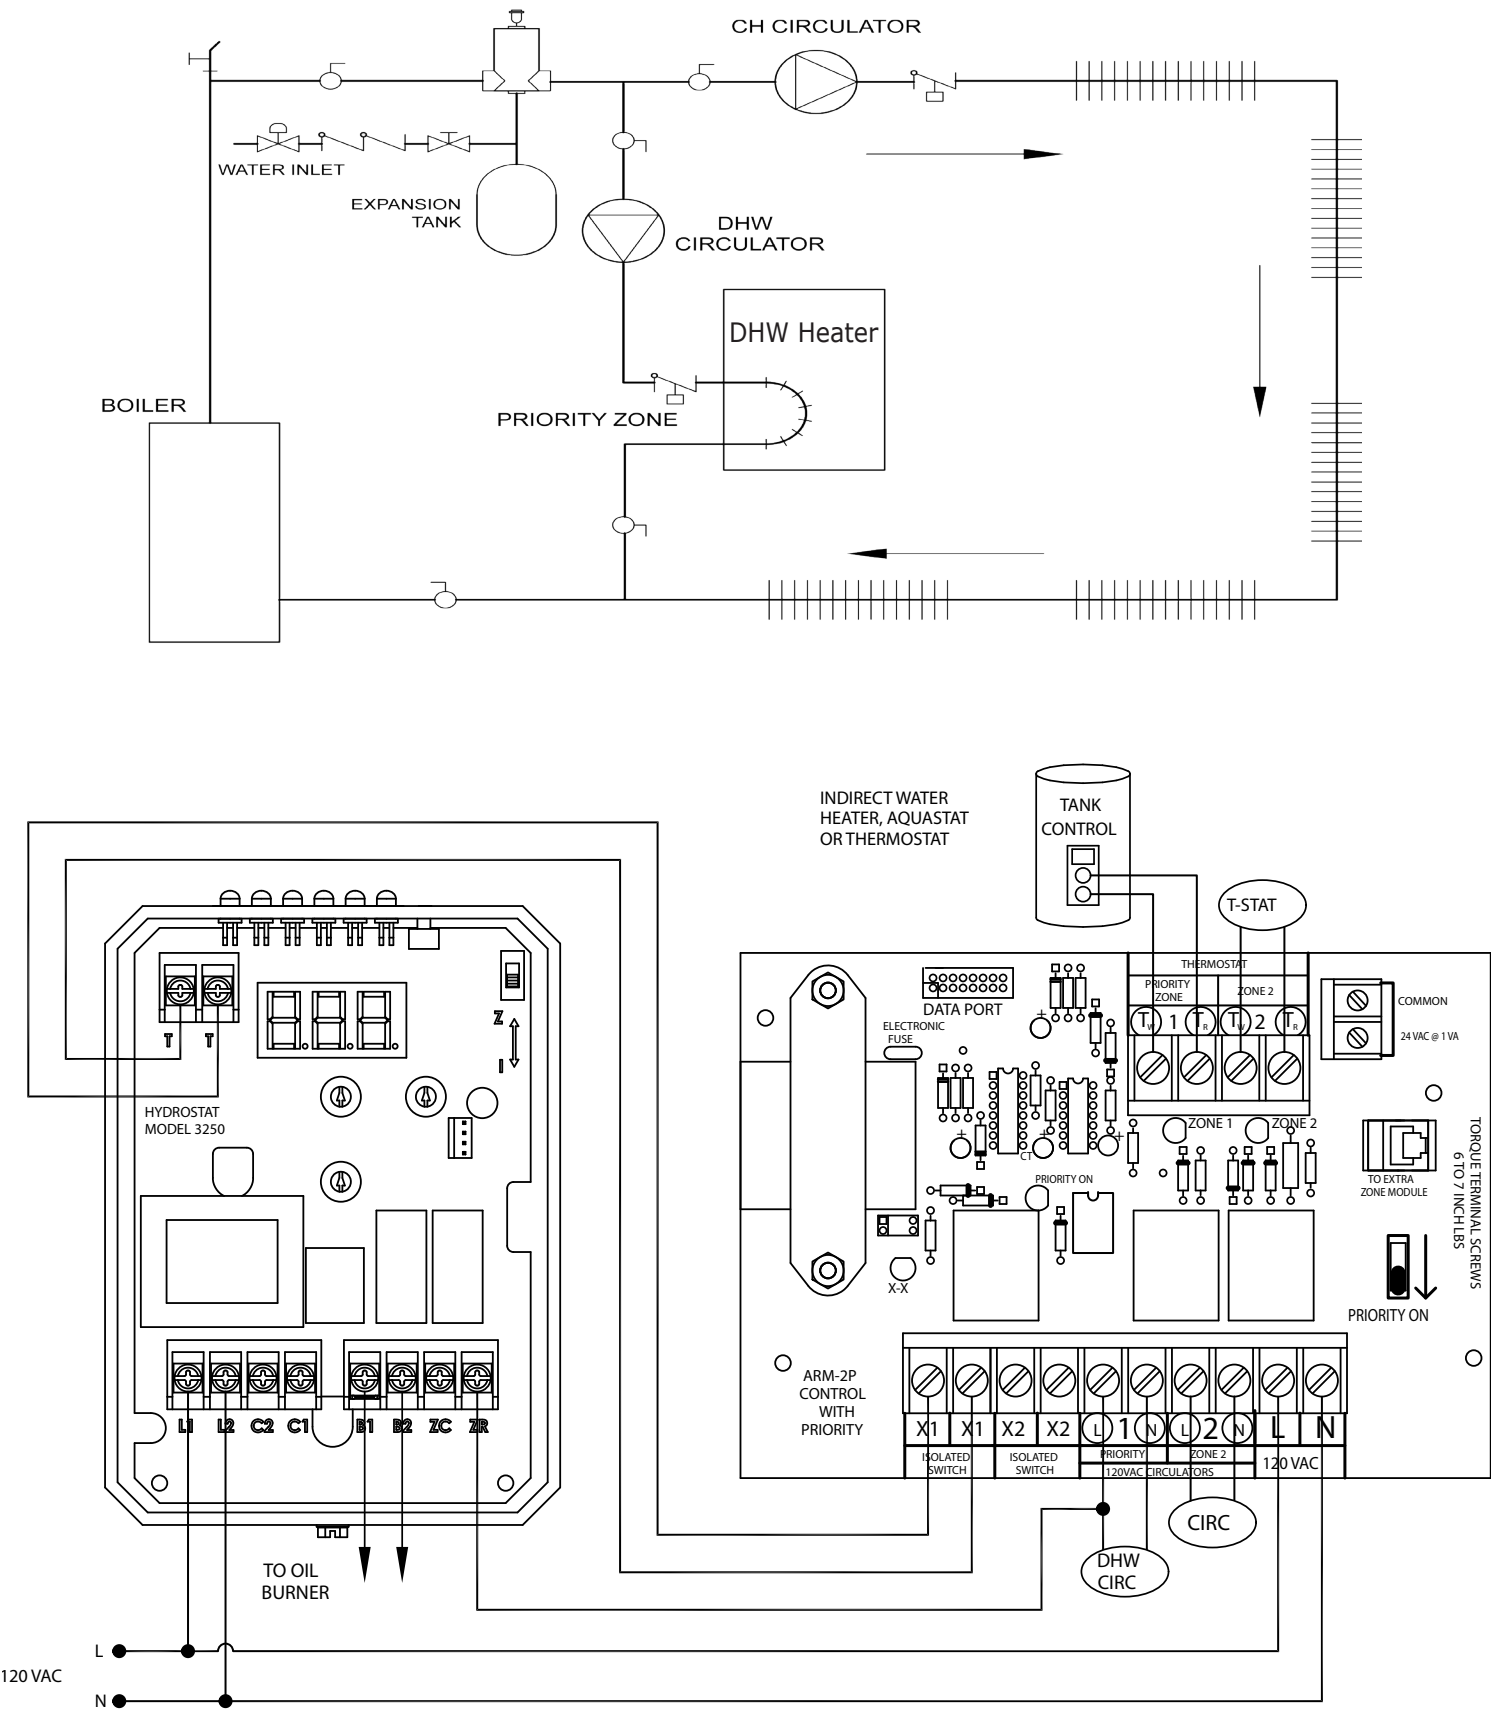 CH CIRCULATOR
WATER INLET
EXPANSION
TANK
DHW
CIRCULATOR
DHW Heater
BOILER
PRIORITY ZONE
INDIRECT WATER
HEATER, AQUASTAT
OR THERMOSTAT
TANK
CONTROL
T-STAT
THERMOSTAT
PRIORITY
ZONE
ZONE 2
TW 1 TR TW 2 TR
COMMON
24 VAC @ 1 VA
DATA PORT
ELECTRONIC
FUSE
Z
I
T T
HYDROSTAT
MODEL 3250
ZONE 1
ZONE 2
CT
PRIORITY ON
TO EXTRA
ZONE MODULE
TORQUE TERMINAL SCREWS
6 TO 7 INCH LBS
X-X
PRIORITY ON
ARM-2P
CONTROL
WITH
PRIORITY
L1 L2 C2 C1 B1 B2 ZC ZR
X1 X1 X2 X2 L 1 N L 2 N L N
ISOLATED
SWITCH
ISOLATED
SWITCH
PRIORITY
ZONE 2
120VAC CIRCULATORS
120 VAC
CIRC
DHW
CIRC
TO OIL
BURNER
L
120 VAC
N